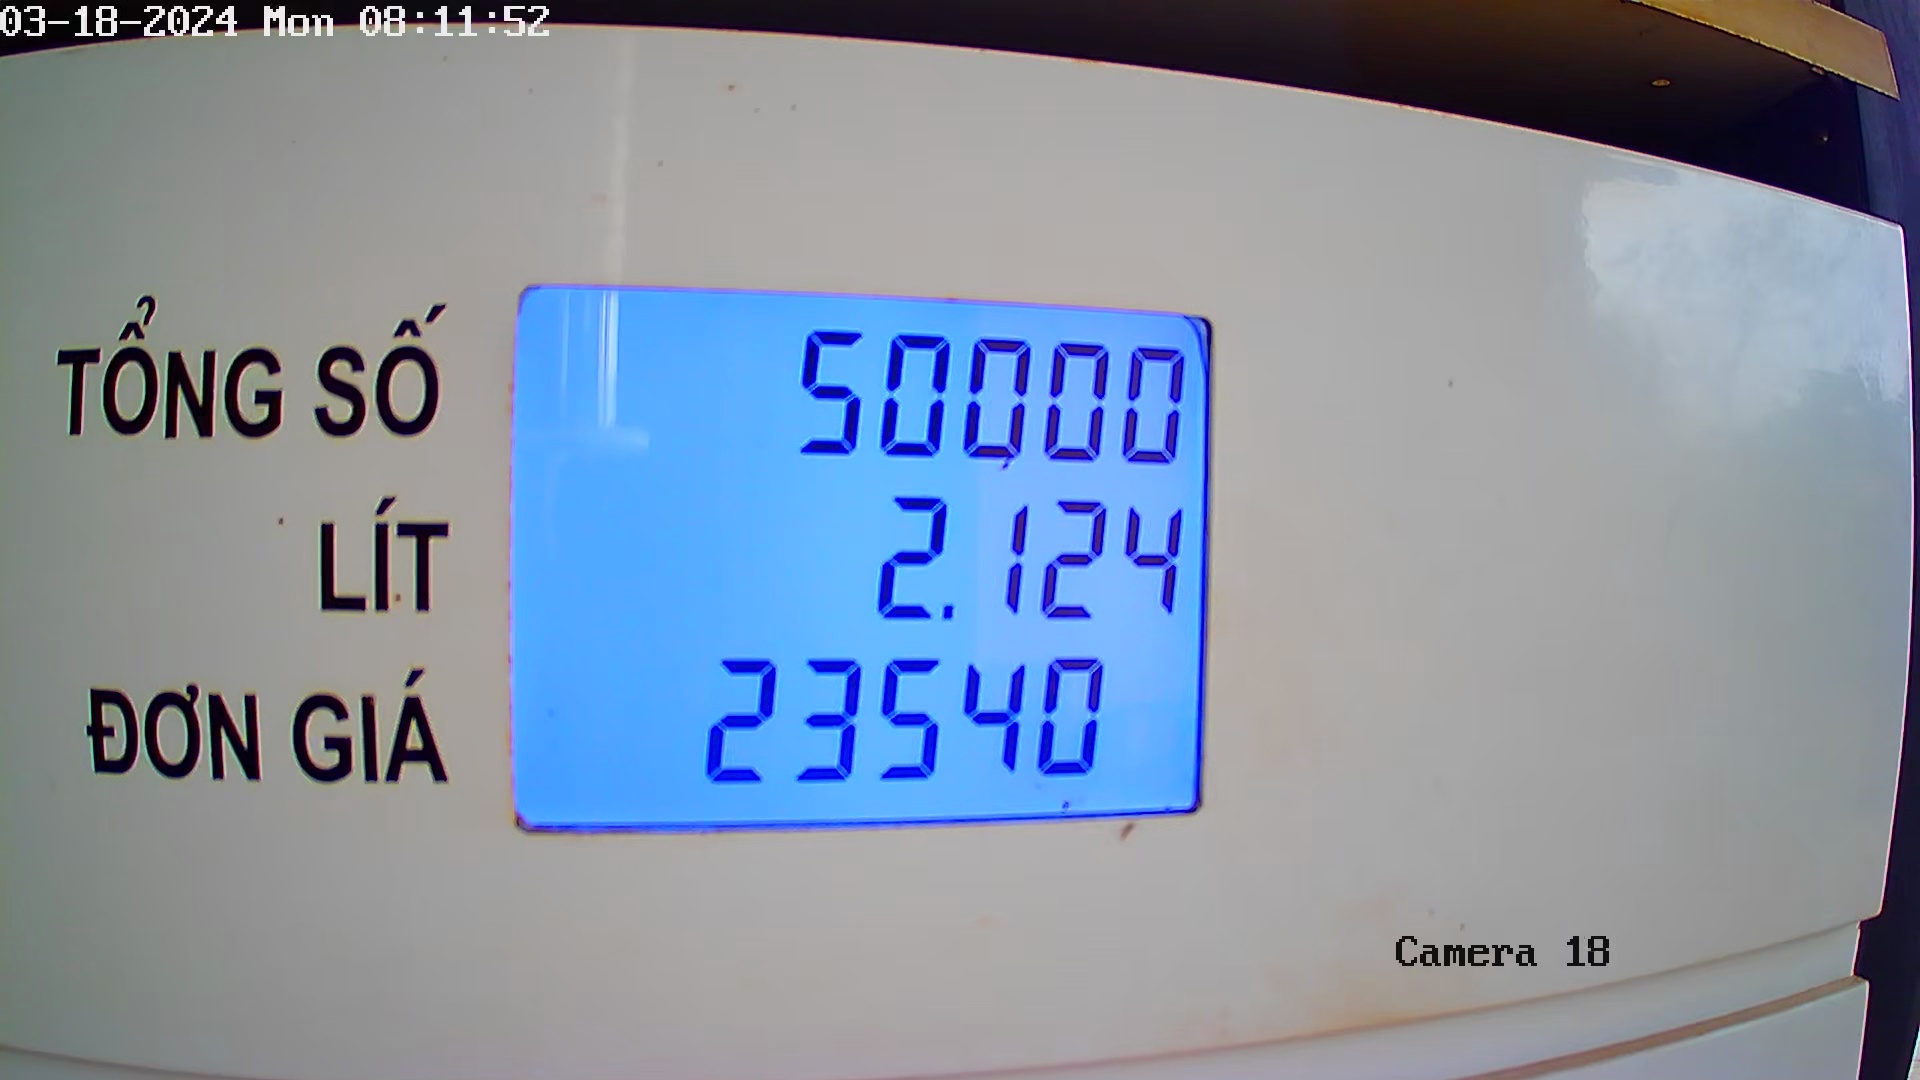 03-18-2024 Mon 08:11:52
TỔNG SỐ 50000
LÍT 2.124
ĐƠN GIÁ 23540
Camera 18